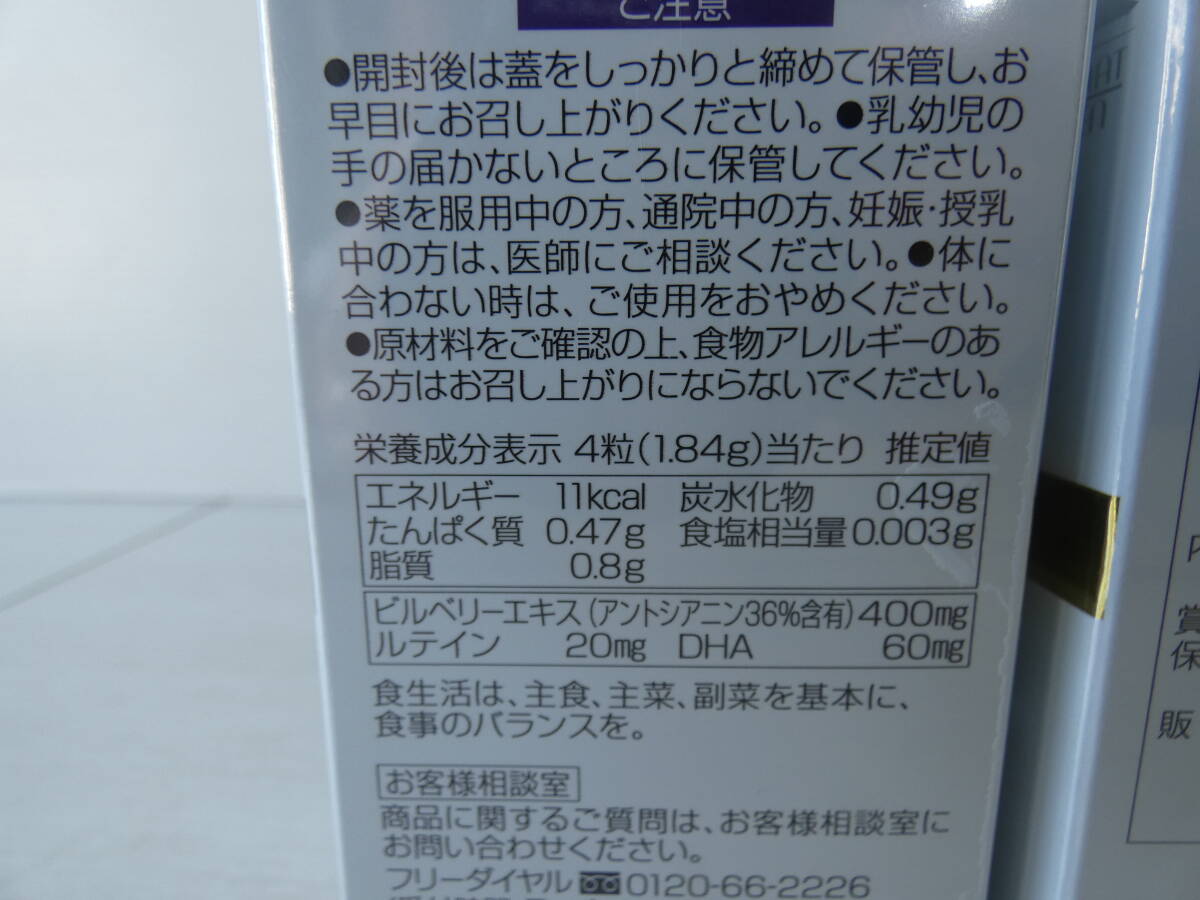 ご注意
●開封後は蓋をしっかりと締めて保管し、お
早目にお召し上がりください。●乳幼児の
手の届かないところに保管してください。
●薬を服用中の方、通院中の方、妊娠・授乳
中の方は、医師にご相談ください。●体に
合わない時は、ご使用をおやめください。
●原材料をご確認の上、食物アレルギーのあ
る方はお召し上がりにならないでください。
栄養成分表示 4粒(1.84g)当たり 推定値
エネルギー 11kcal 炭水化物 0.49g
たんぱく質 0.47g 食塩相当量 0.003g
脂質 0.8g
ビルベリーエキス(アントシアニン36%含有) 400mg
ルテイン 20mg DHA 60mg
食生活は、主食、主菜、副菜を基本に、
食事のバランスを。
お客様相談室
商品に関するご質問は、お客様相談室に
お問い合わせください。
フリーダイヤル 0120-66-2226
内
賞
保
販